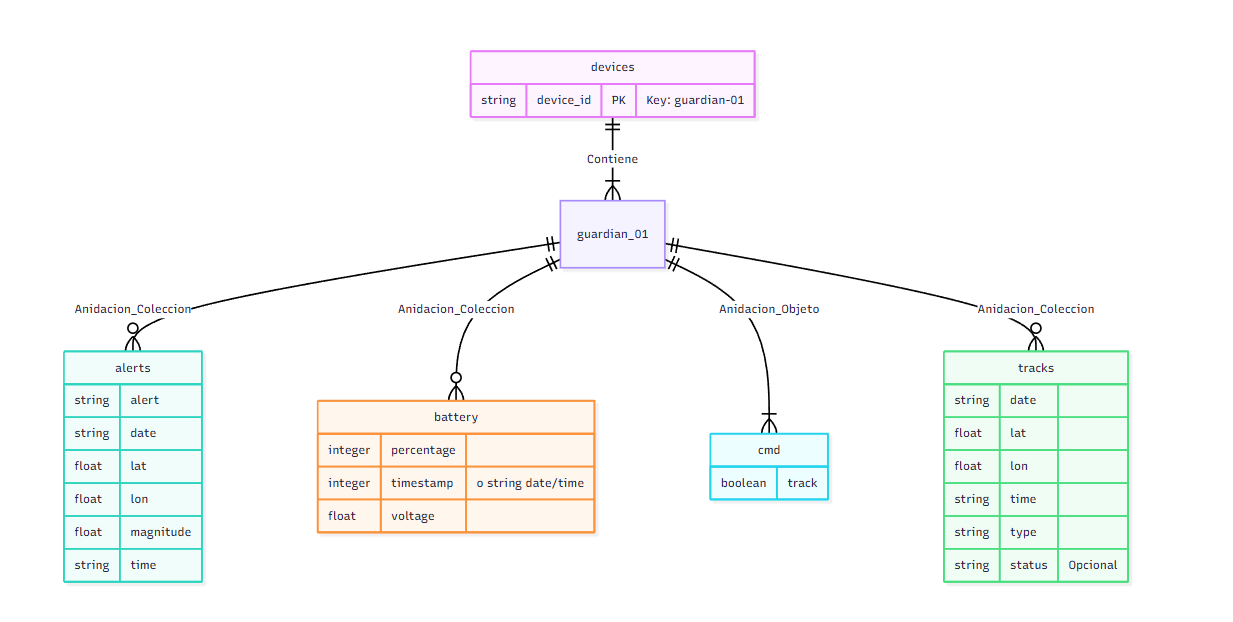 devices
string device_id PK Key: guardian-01
Contiene
guardian_01
Anidacion_Coleccion
Anidacion_Coleccion
Anidacion_Objeto
Anidacion_Coleccion
alerts
string alert
string date
float lat
float lon
float magnitude
string time
battery
integer percentage
integer timestamp o string date/time
float voltage
cmd
boolean track
tracks
string date
float lat
float lon
string time
string type
string status Opcional